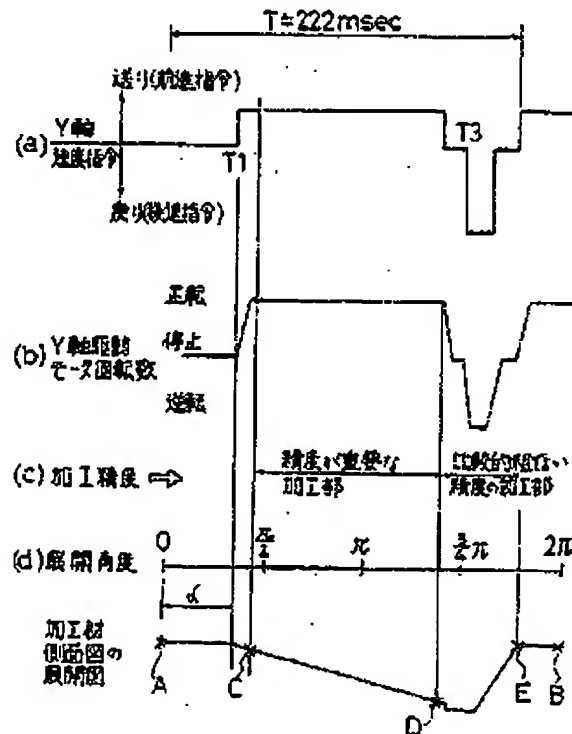 T≒222msec
送り(前進指令)
(a) Y軸
速度指令
T1
T3
戻り(後進指令)
正転
(b) Y軸駆動
モータ回転数
停止
逆転
(c) 加工精度 ⇨
精度が重要な
加工部
比較的粗い
精度の加工部
(d) 展開角度
0
π/2
π
3/2π
2π
α
加工材
側面図の
展開図
A
C
D
E
B